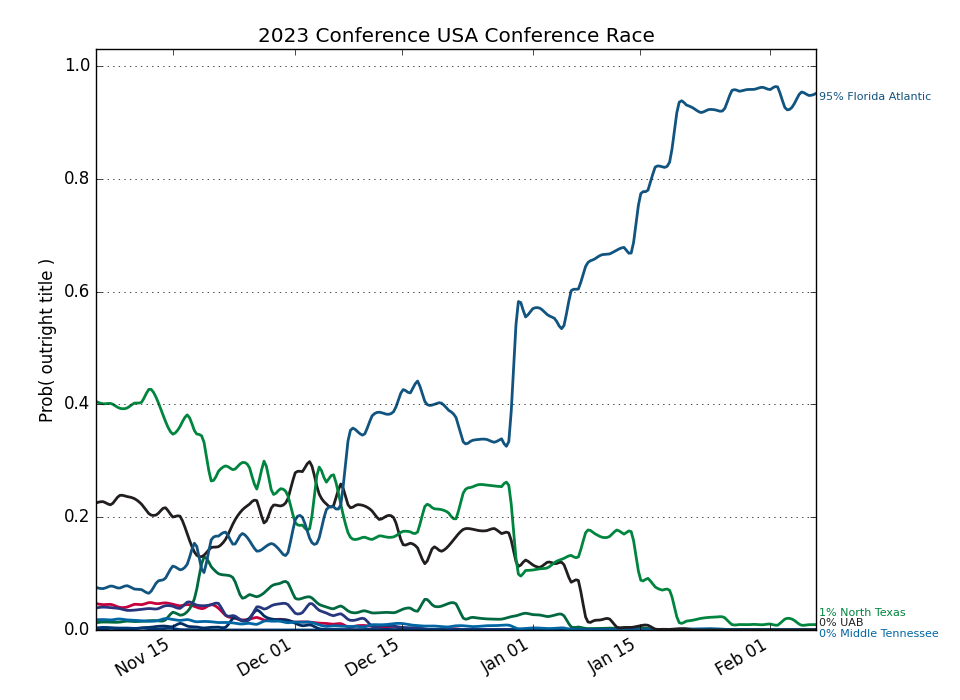 2023 Conference USA Conference Race
Prob( outright title )
1.0
0.8
0.6
0.4
0.2
0.0
95% Florida Atlantic
1% North Texas
0% UAB
0% Middle Tennessee
Nov 15
Dec 01
Dec 15
Jan 01
Jan 15
Feb 01